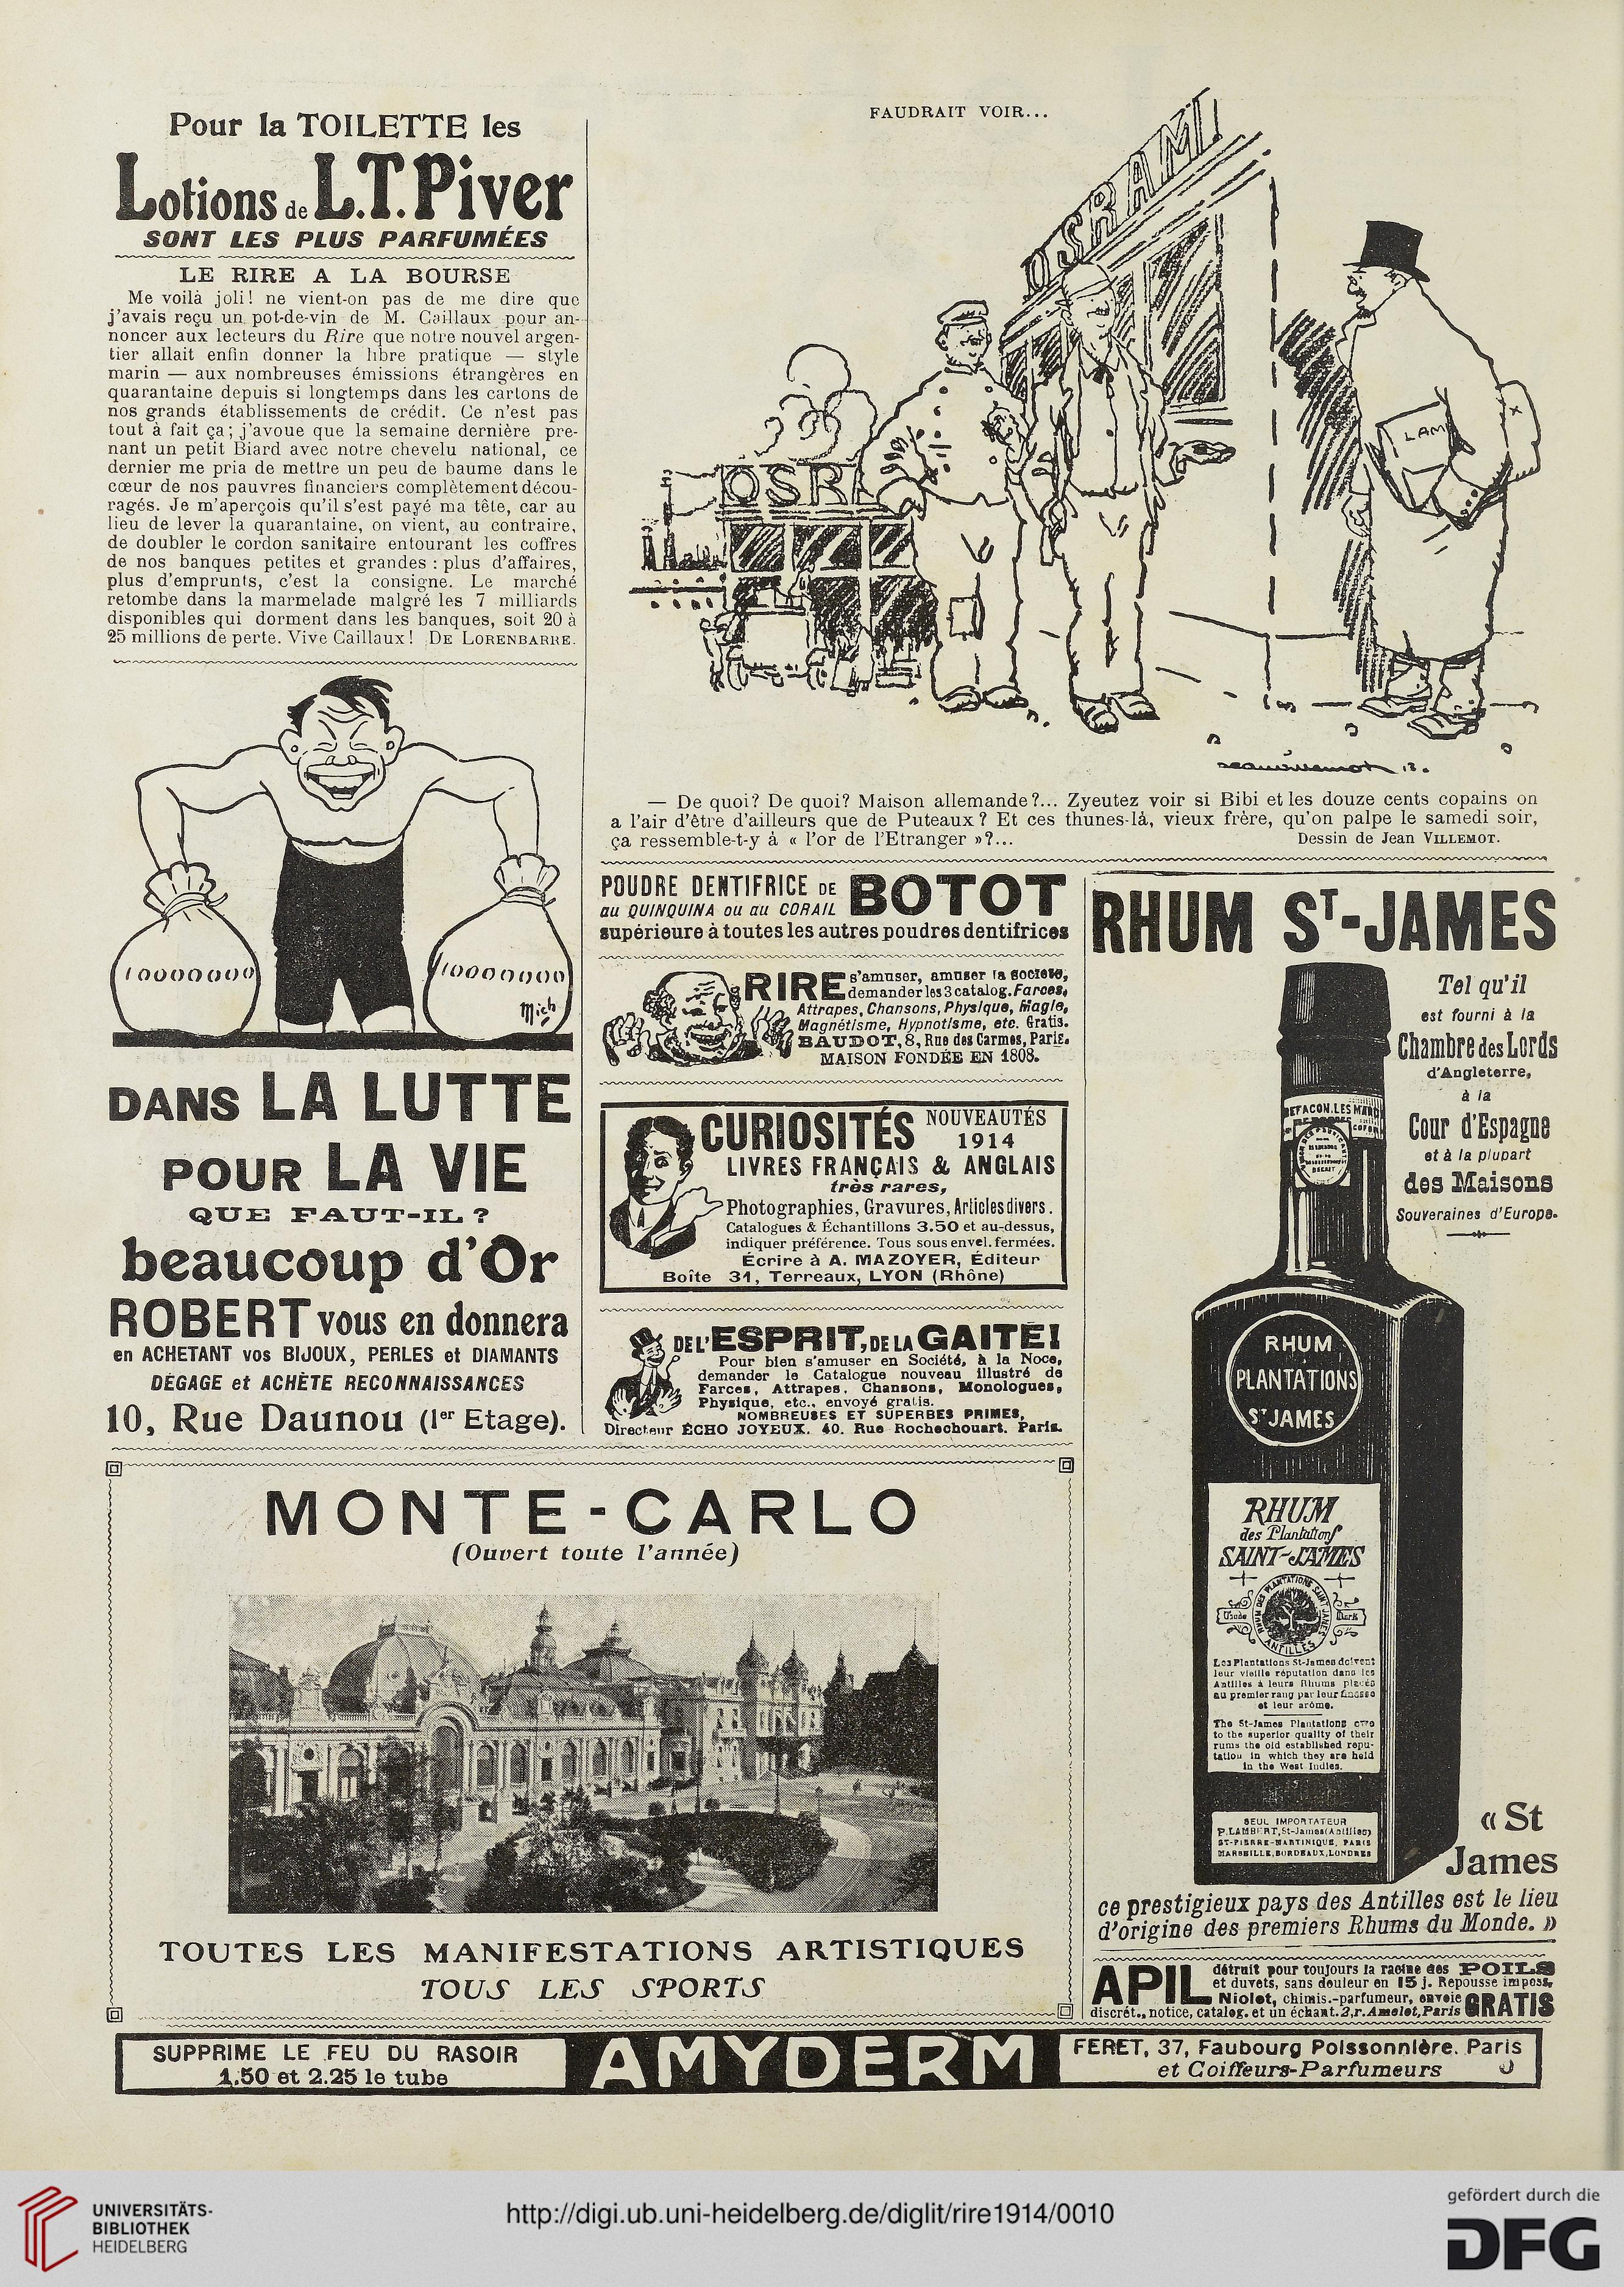 Pour la TOILETTE les
Lotions de L.T. Piver
SONT LES PLUS PARFUMÉES
LE RIRE A LA BOURSE
Me voilà joli! ne vient-on pas de me dire que
j'avais reçu un pot-de-vin de M. Caillaux pour an-
noncer aux lecteurs du Rire que notre nouvel argen-
tier allait enfin donner la libre pratique — style
marin — aux nombreuses émissions étrangères en
quarantaine depuis si longtemps dans les cartons de
nos grands établissements de crédit. Ce n'est pas
tout à fait ça; j'avoue que la semaine dernière pre-
nant un petit Biard avec notre chevelu national, ce
dernier me pria de mettre un peu de baume dans le
cœur de nos pauvres financiers complètement décou-
ragés. Je m'aperçois qu'il s'est payé ma tête, car au
lieu de lever la quarantaine, on vient, au contraire,
de doubler le cordon sanitaire entourant les coffres
de nos banques petites et grandes : plus d'affaires,
plus d'emprunts, c'est la consigne. Le marché
retombe dans la marmelade malgré les 7 milliards
disponibles qui dorment dans les banques, soit 20 à
25 millions de perte. Vive Caillaux! DE LORENBARRE.
10000000
10000000
Mich
DANS LA LUTTE
POUR LA VIE
QUE FAUT-IL?
beaucoup d'Or
ROBERT vous en donnera
en ACHETANT vos BIJOUX, PERLES et DIAMANTS
DÉGAGE et ACHÈTE RECONNAISSANCES
10, Rue Daunou (1er Etage).
FAUDRAIT VOIR...
OSRAM
OSRA
LAM
— De quoi? De quoi? Maison allemande?... Zyeutez voir si Bibi et les douze cents copains on
a l'air d'être d'ailleurs que de Puteaux? Et ces thunes-là, vieux frère, qu'on palpe le samedi soir,
ça ressemble-t-y à « l'or de l'Etranger »?...
Dessin de Jean VILLEMOT.
POUDRE DENTIFRICE DE BOTOT
au QUINQUINA ou au CORAIL
supérieure à toutes les autres poudres dentifrices
RIRE s'amuser, amuser la société,
demander les 3 catalog. Farces,
Attrapes, Chansons, Physique, Magie,
Magnétisme, Hypnotisme, etc. Gratis.
BAUDOT, 8, Rue des Carmes, Paris.
MAISON FONDÉE EN 1808.
CURIOSITÉS NOUVEAUTÉS
1914
LIVRES FRANÇAIS & ANGLAIS
très rares,
Photographies, Gravures, Articles divers.
Catalogues & Échantillons 3.50 et au-dessus,
indiquer préférence. Tous sous envel. fermées.
Écrire à A. MAZOYER, Éditeur
Boîte 31, Terreaux, LYON (Rhône)
DE L'ESPRIT, DE LA GAITÉ!
Pour bien s'amuser en Société, à la Noce,
demander le Catalogue nouveau illustré de
Farces, Attrapes, Chansons, Monologues,
Physique, etc., envoyé gratis.
NOMBREUSES ET SUPERBES PRIMES,
Directeur ÉCHO JOYEUX. 40. Rue Rochechouart. Paris.
RHUM ST-JAMES
Tel qu'il
est fourni à la
Chambre des Lords
d'Angleterre,
à la
Cour d'Espagne
et à la plupart
des Maisons
Souveraines d'Europe.
RHUM
PLANTATIONS
ST JAMES
RHUM
des Plantations
SAINT-JAMES
RHUM DES PLANTATIONS SAINT JAMES
ANTILLES
Trade Mark
Les Plantations St-James doivent
leur vieille réputation dans les
Antilles à leurs Rhums placés
au premier rang par leur finesse
et leur arôme.
The St-James Plantations owe
to the superior quality of their
rums the old established repu-
tation in which they are held
in the West Indies.
SEUL IMPORTATEUR
P. LAMBERT, St-James (Antilles)
ST-PIERRE-MARTINIQUE, PARIS
MARSEILLE, BORDEAUX, LONDRES
« St
James
ce prestigieux pays des Antilles est le lieu
d'origine des premiers Rhums du Monde. »
MONTE-CARLO
(Ouvert toute l'année)
TOUTES LES MANIFESTATIONS ARTISTIQUES
TOUS LES SPORTS
APIL détruit pour toujours la racine des POILS
et duvets, sans douleur en 15 j. Repousse imposs,
Niolet, chimis.-parfumeur, envoie GRATIS
discrét., notice, catalog. et un échant. 2, r. Amelot, Paris
SUPPRIME LE FEU DU RASOIR
1.50 et 2.25 le tube
AMYDERM
FERET, 37, Faubourg Poissonnière. Paris
et Coiffeurs-Parfumeurs
UNIVERSITÄTS-
BIBLIOTHEK
HEIDELBERG
http://digi.ub.uni-heidelberg.de/diglit/rire1914/0010
gefördert durch die
DFG